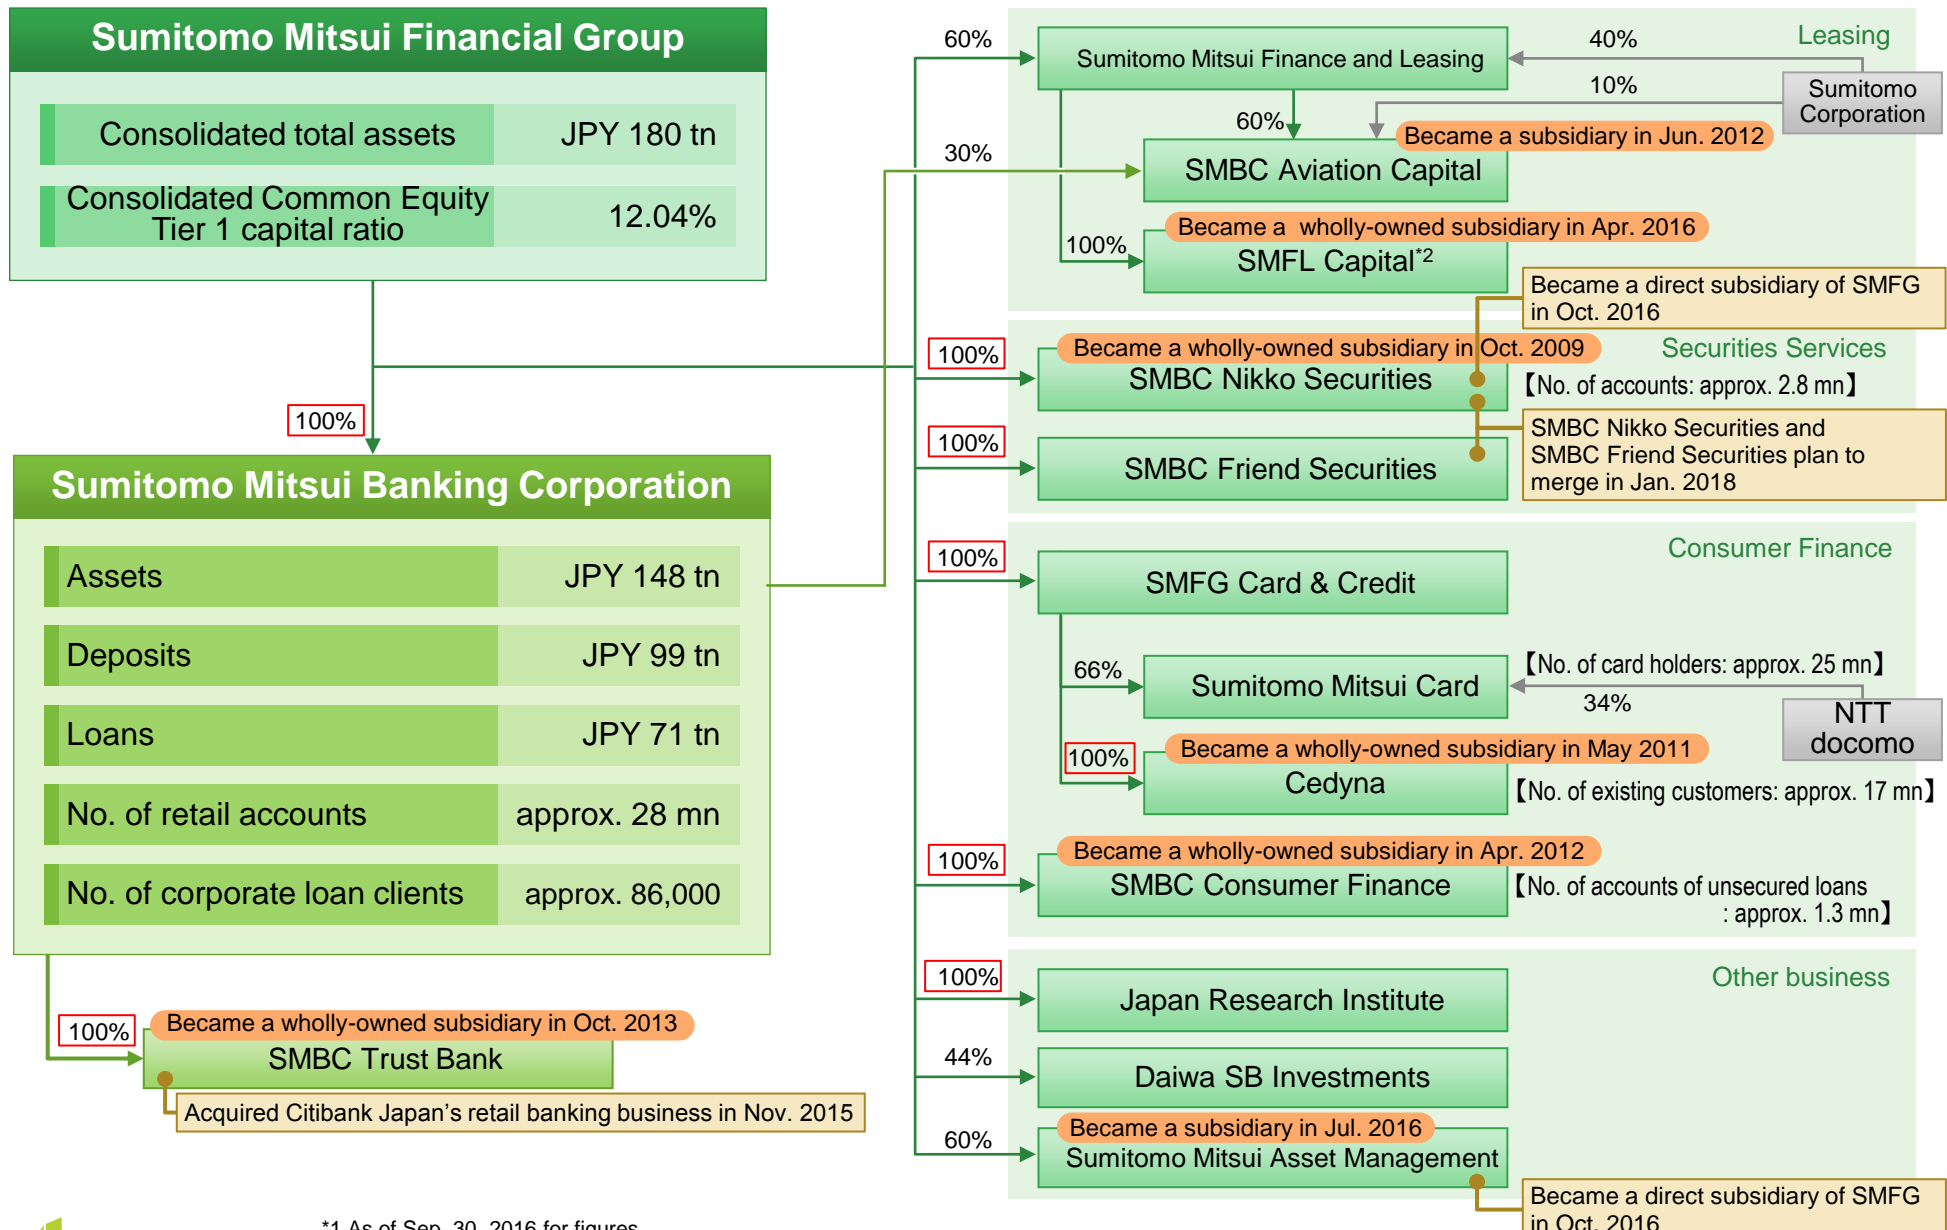 Sumitomo Mitsui Financial Group
Consolidated total assets
JPY 180 tn
Consolidated Common Equity
Tier 1 capital ratio
12.04%
100%
Sumitomo Mitsui Banking Corporation
Assets
JPY 148 tn
Deposits
JPY 99 tn
Loans
JPY 71 tn
No. of retail accounts
approx. 28 mn
No. of corporate loan clients
approx. 86,000
100%
Became a wholly-owned subsidiary in Oct. 2013
SMBC Trust Bank
Acquired Citibank Japan's retail banking business in Nov. 2015
Leasing
60%
Sumitomo Mitsui Finance and Leasing
40%
10%
Sumitomo
Corporation
60%
30%
Became a subsidiary in Jun. 2012
SMBC Aviation Capital
Became a wholly-owned subsidiary in Apr. 2016
100%
SMFL Capital*2
Became a direct subsidiary of SMFG
in Oct. 2016
Securities Services
100%
Became a wholly-owned subsidiary in Oct. 2009
SMBC Nikko Securities
【No. of accounts: approx. 2.8 mn】
100%
SMBC Friend Securities
SMBC Nikko Securities and
SMBC Friend Securities plan to
merge in Jan. 2018
Consumer Finance
100%
SMFG Card & Credit
66%
Sumitomo Mitsui Card
【No. of card holders: approx. 25 mn】
34%
NTT
docomo
100%
Became a wholly-owned subsidiary in May 2011
Cedyna
【No. of existing customers: approx. 17 mn】
100%
Became a wholly-owned subsidiary in Apr. 2012
SMBC Consumer Finance
【No. of accounts of unsecured loans
: approx. 1.3 mn】
Other business
100%
Japan Research Institute
44%
Daiwa SB Investments
60%
Became a subsidiary in Jul. 2016
Sumitomo Mitsui Asset Management
Became a direct subsidiary of SMFG
in Oct. 2016
*1 As of Sep. 30, 2016 for figures